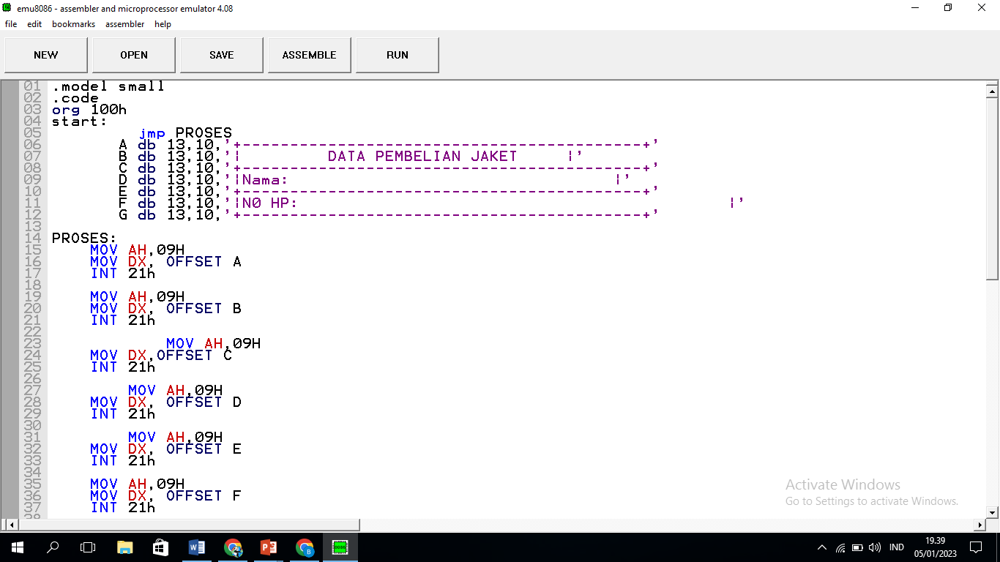 emu8086 - assembler and microprocessor emulator 4.08
file edit bookmarks assembler help
NEW OPEN SAVE ASSEMBLE RUN
01 .model small
02 .code
03 org 100h
04 start:
05 jmp PROSES
06 A db 13,10,'+------------------------------------------+'
07 B db 13,10,'|         DATA PEMBELIAN JAKET     |'
08 C db 13,10,'+------------------------------------------+'
09 D db 13,10,'|Nama:                                  |'
10 E db 13,10,'+------------------------------------------+'
11 F db 13,10,'|N0 HP:                                             |'
12 G db 13,10,'+------------------------------------------+'
13
14 PROSES:
15 MOV AH,09H
16 MOV DX, OFFSET A
17 INT 21h
18
19 MOV AH,09H
20 MOV DX, OFFSET B
21 INT 21h
22
23 MOV AH,09H
24 MOV DX,OFFSET C
25 INT 21h
26
27 MOV AH,09H
28 MOV DX, OFFSET D
29 INT 21h
30
31 MOV AH,09H
32 MOV DX, OFFSET E
33 INT 21h
34
35 MOV AH,09H
36 MOV DX, OFFSET F
37 INT 21h
38
Activate Windows
Go to Settings to activate Windows.
IND
19.39
05/01/2023